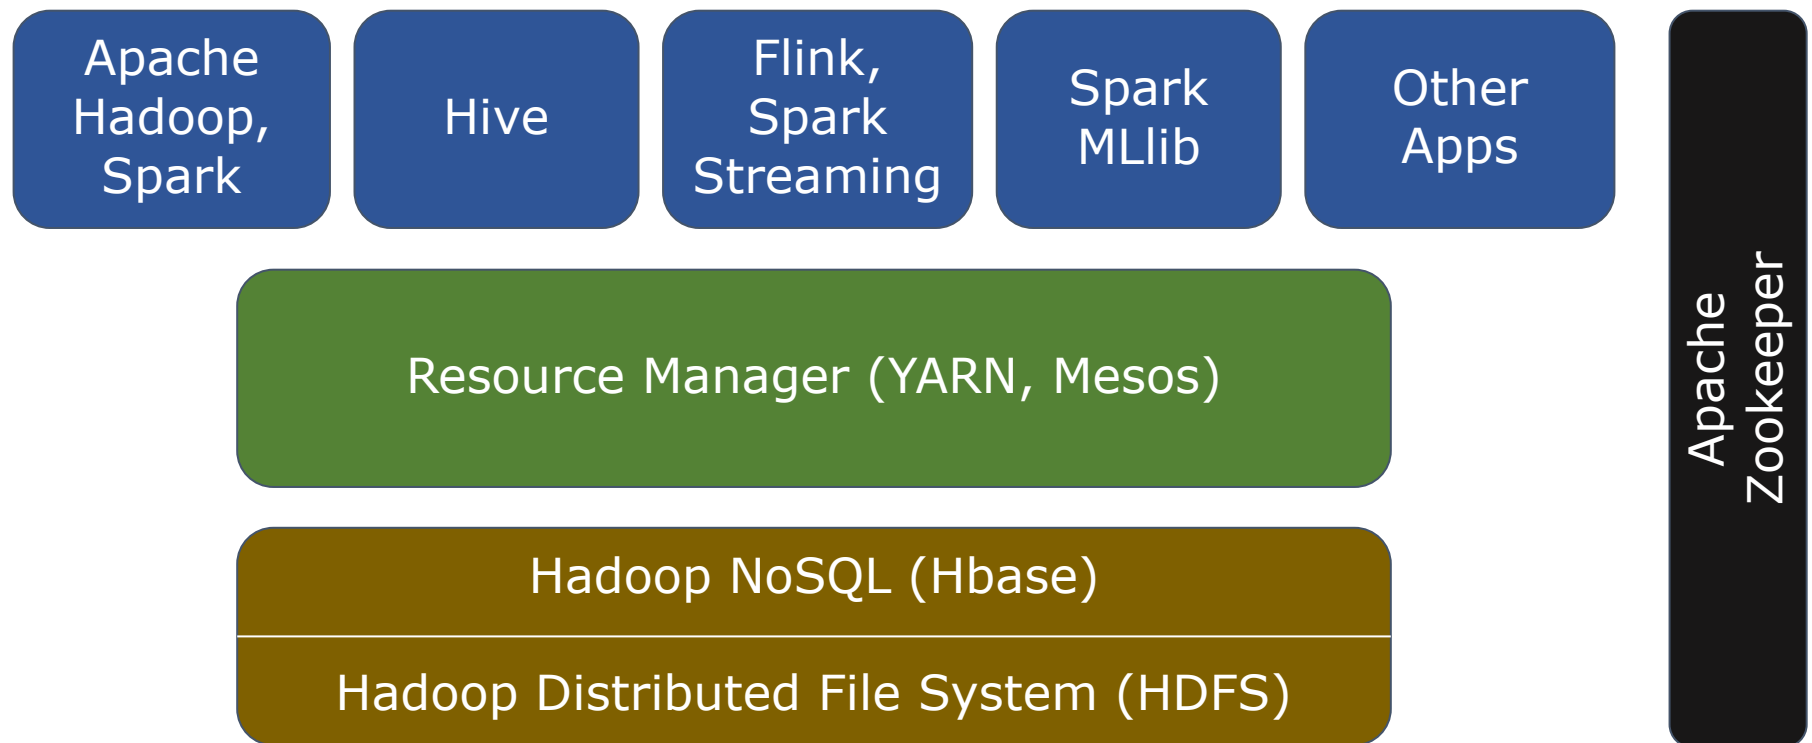 Apache
Hadoop,
Spark
Hive
Flink,
Spark
Streaming
Spark
MLlib
Other
Apps
Resource Manager (YARN, Mesos)
Hadoop NoSQL (Hbase)
Hadoop Distributed File System (HDFS)
Apache
Zookeeper